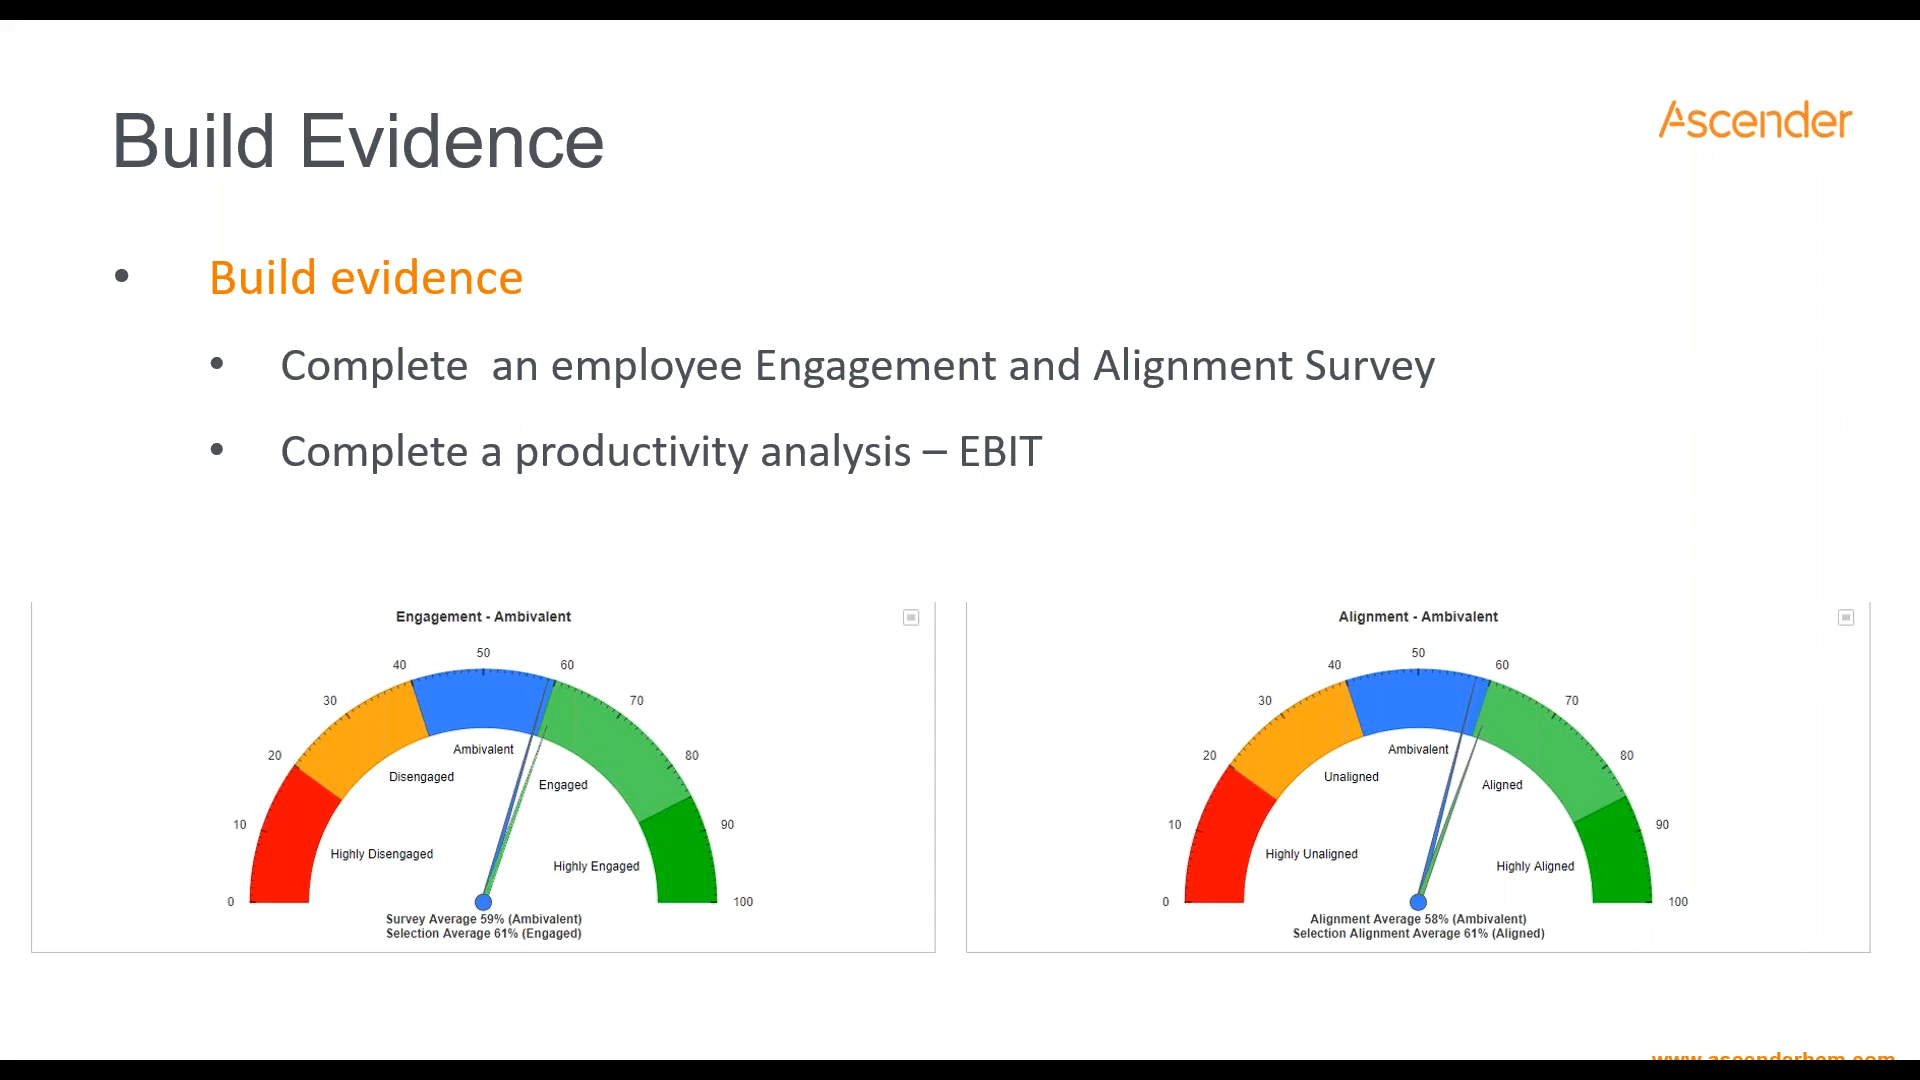 Build Evidence
Ascender
• Build evidence
• Complete an employee Engagement and Alignment Survey
• Complete a productivity analysis – EBIT
Engagement - Ambivalent
0
10
20
30
40
50
60
70
80
90
100
Highly Disengaged
Disengaged
Ambivalent
Engaged
Highly Engaged
Survey Average 59% (Ambivalent)
Selection Average 61% (Engaged)
Alignment - Ambivalent
0
10
20
30
40
50
60
70
80
90
100
Highly Unaligned
Unaligned
Ambivalent
Aligned
Highly Aligned
Alignment Average 58% (Ambivalent)
Selection Alignment Average 61% (Aligned)
www.ascenderhcm.com